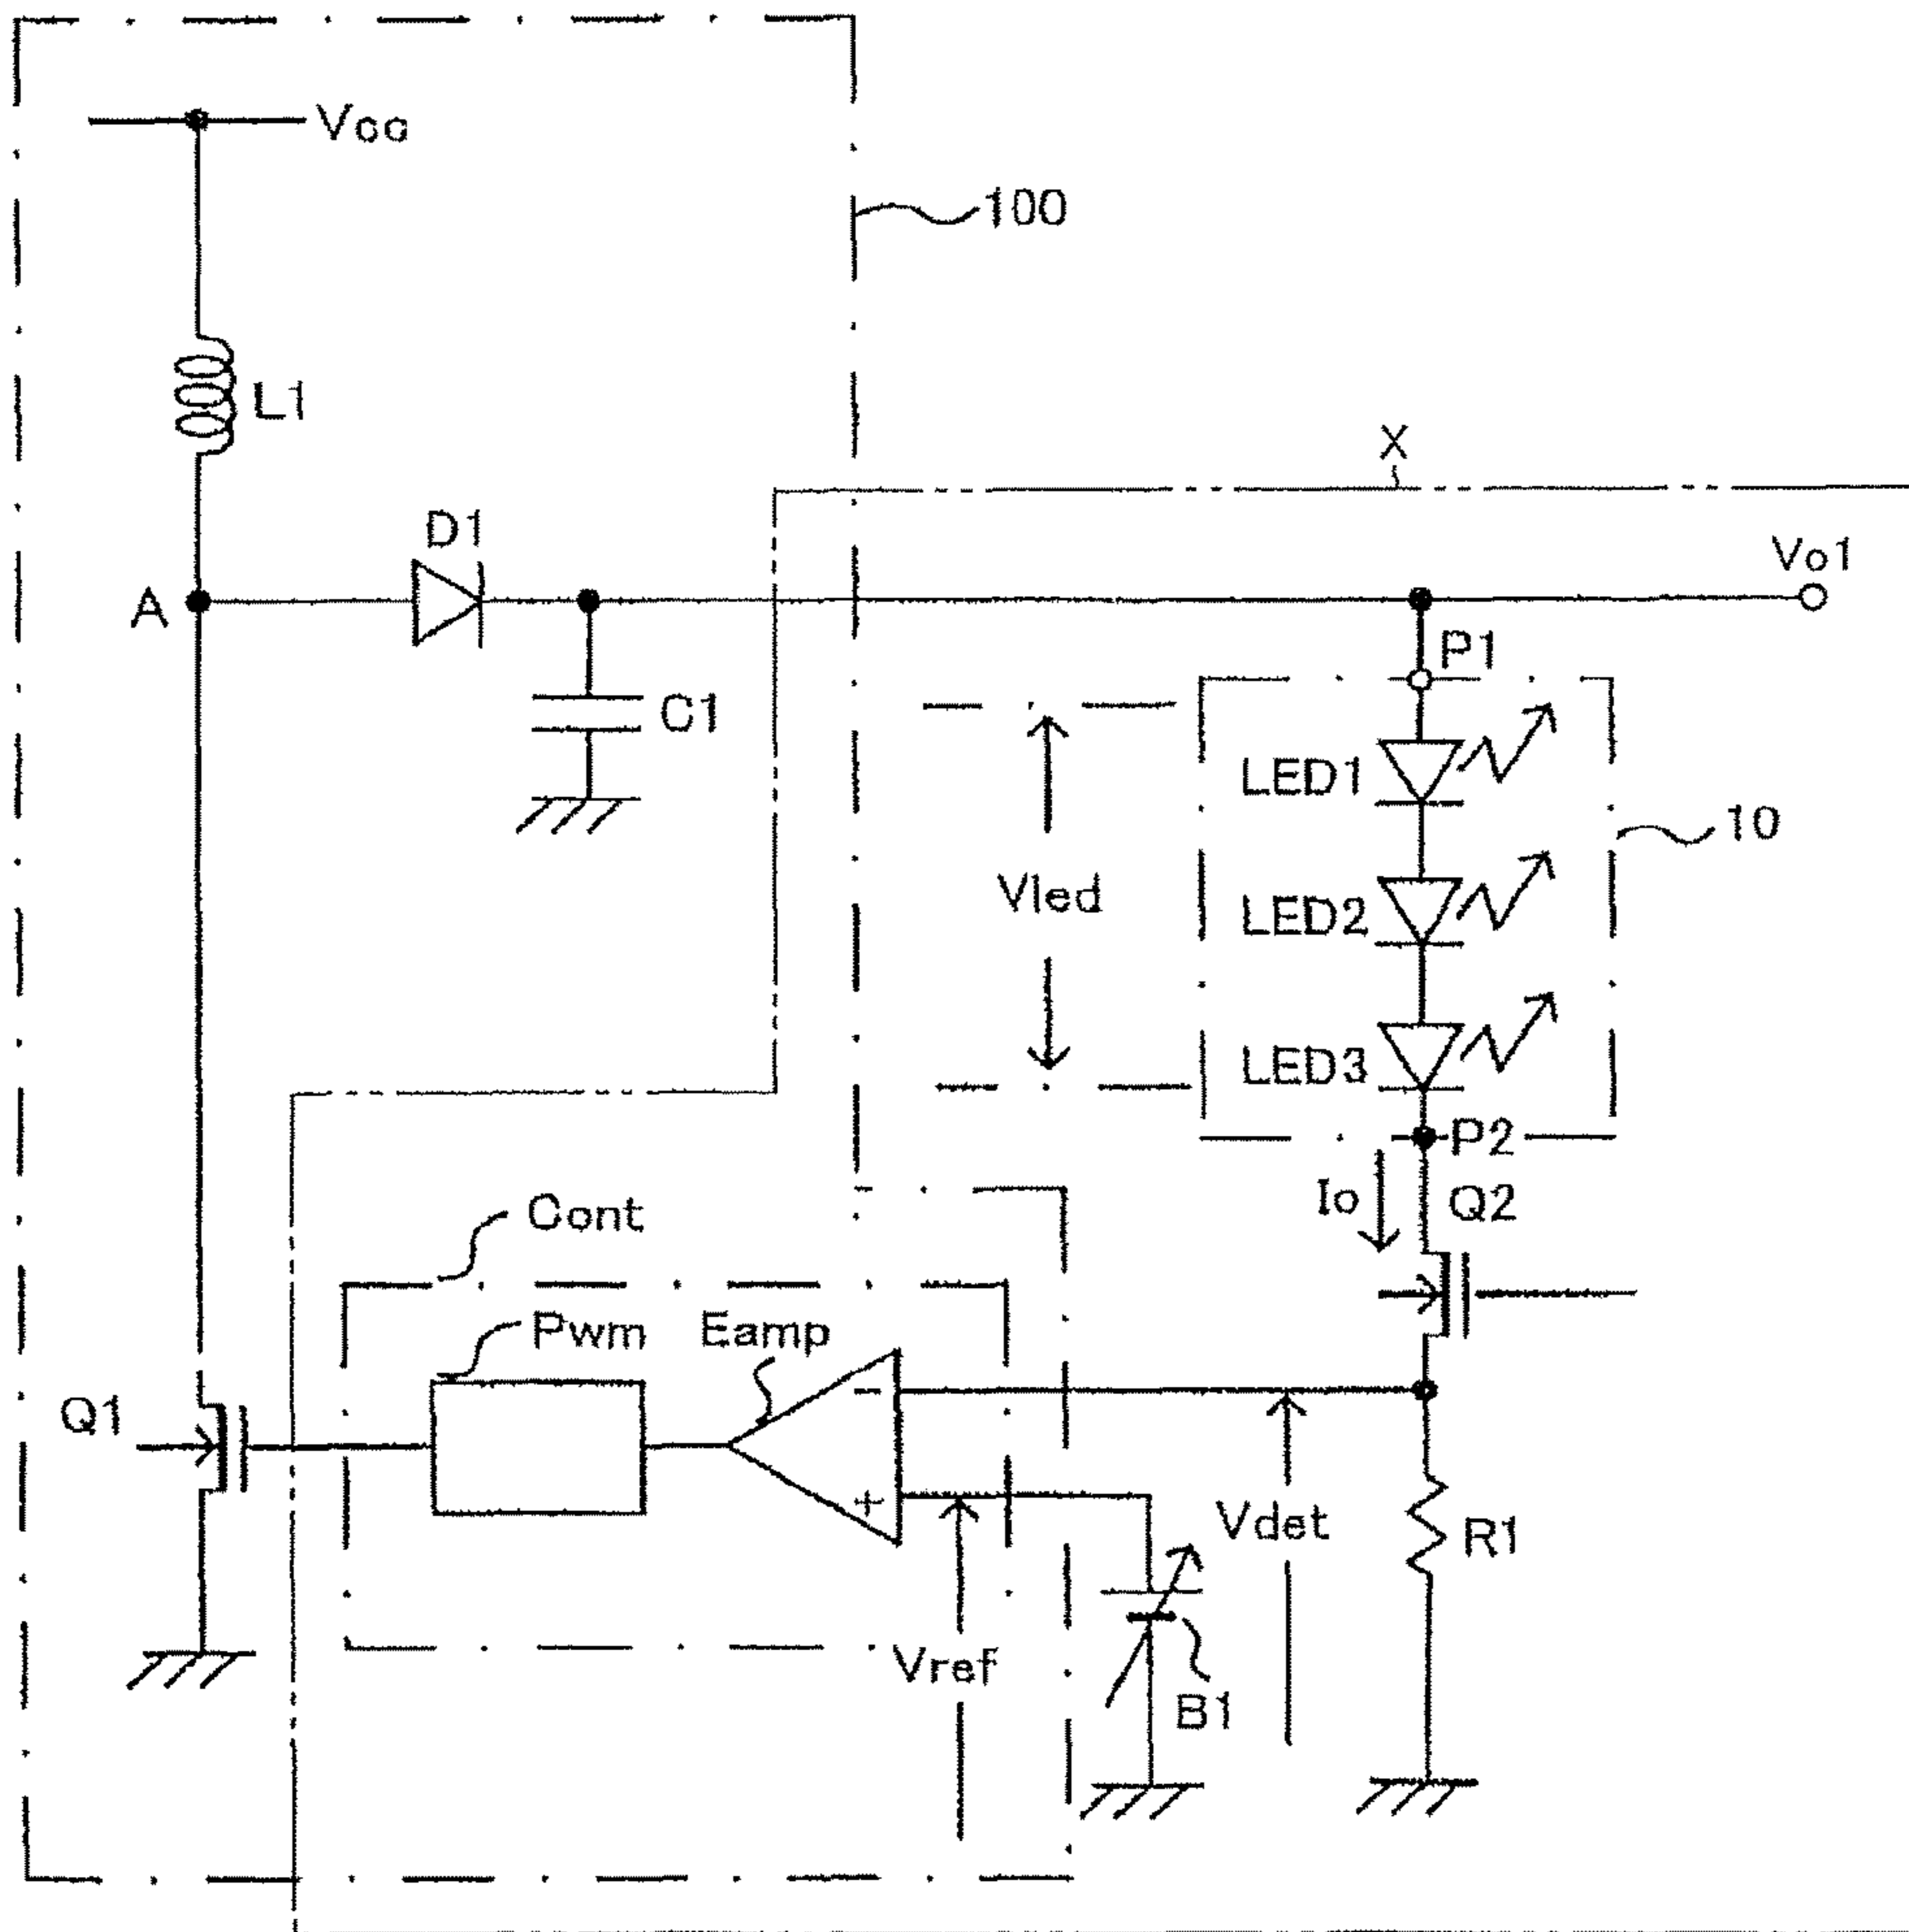 Vcc
100
L1
X
D1
Vo1
A
P1
C1
LED1
10
Vled
LED2
LED3
P2
Cont
Io
Q2
Pwm
Eamp
-
Q1
+
Vdet
R1
Vref
B1